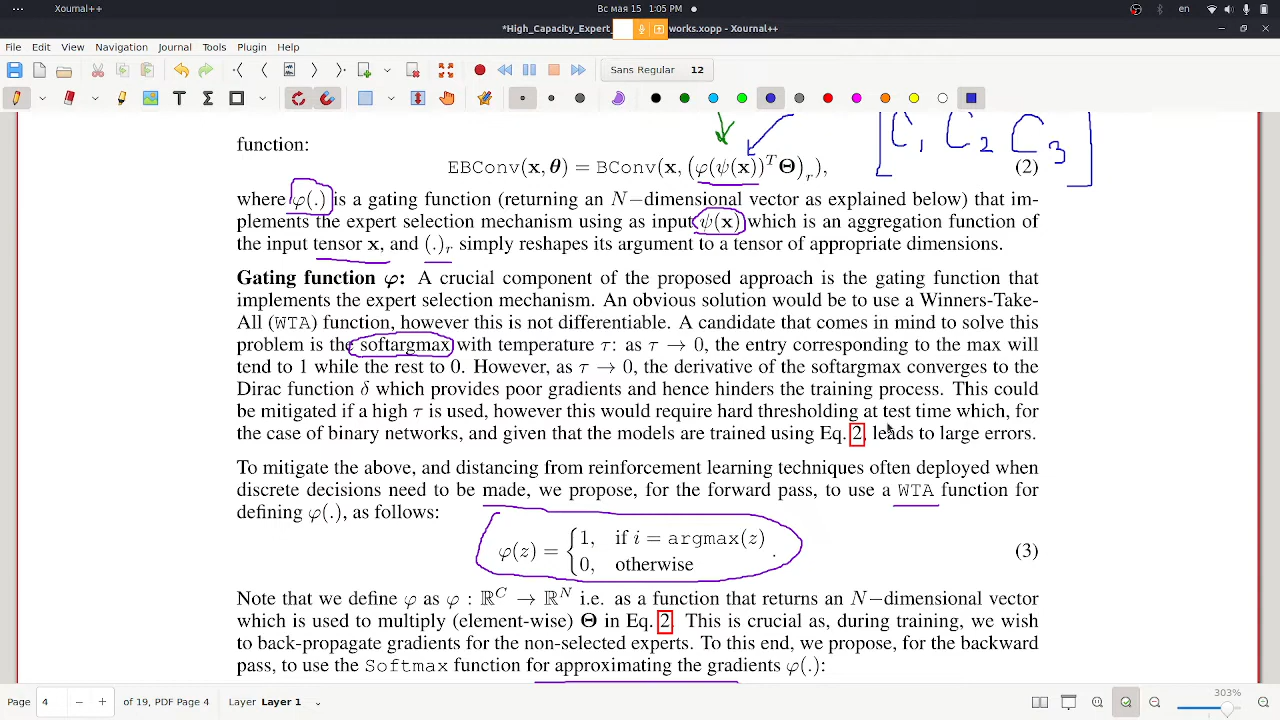 Xournal++
Вс мая 15 1:05 PM
en
*High_Capacity_Expert_ works.xopp - Xournal++
File Edit View Navigation Journal Tools Plugin Help
Sans Regular 12
C1 C2 C3
function:
EBConv(x, θ) = BConv(x, (φ(ψ(x))^T Θ)_r), (2)
where φ(.) is a gating function (returning an N−dimensional vector as explained below) that im-
plements the expert selection mechanism using as input ψ(x) which is an aggregation function of
the input tensor x, and (.)_r simply reshapes its argument to a tensor of appropriate dimensions.
Gating function φ: A crucial component of the proposed approach is the gating function that
implements the expert selection mechanism. An obvious solution would be to use a Winners-Take-
All (WTA) function, however this is not differentiable. A candidate that comes in mind to solve this
problem is the softargmax with temperature τ: as τ → 0, the entry corresponding to the max will
tend to 1 while the rest to 0. However, as τ → 0, the derivative of the softargmax converges to the
Dirac function δ which provides poor gradients and hence hinders the training process. This could
be mitigated if a high τ is used, however this would require hard thresholding at test time which, for
the case of binary networks, and given that the models are trained using Eq. 2, leads to large errors.
To mitigate the above, and distancing from reinforcement learning techniques often deployed when
discrete decisions need to be made, we propose, for the forward pass, to use a WTA function for
defining φ(.), as follows:
φ(z) = { 1, if i = argmax(z)
0, otherwise . (3)
Note that we define φ as φ : ℝ^C → ℝ^N i.e. as a function that returns an N−dimensional vector
which is used to multiply (element-wise) Θ in Eq. 2. This is crucial as, during training, we wish
to back-propagate gradients for the non-selected experts. To this end, we propose, for the backward
pass, to use the Softmax function for approximating the gradients φ(.):
Page 4 − + of 19, PDF Page 4 Layer Layer 1 303%